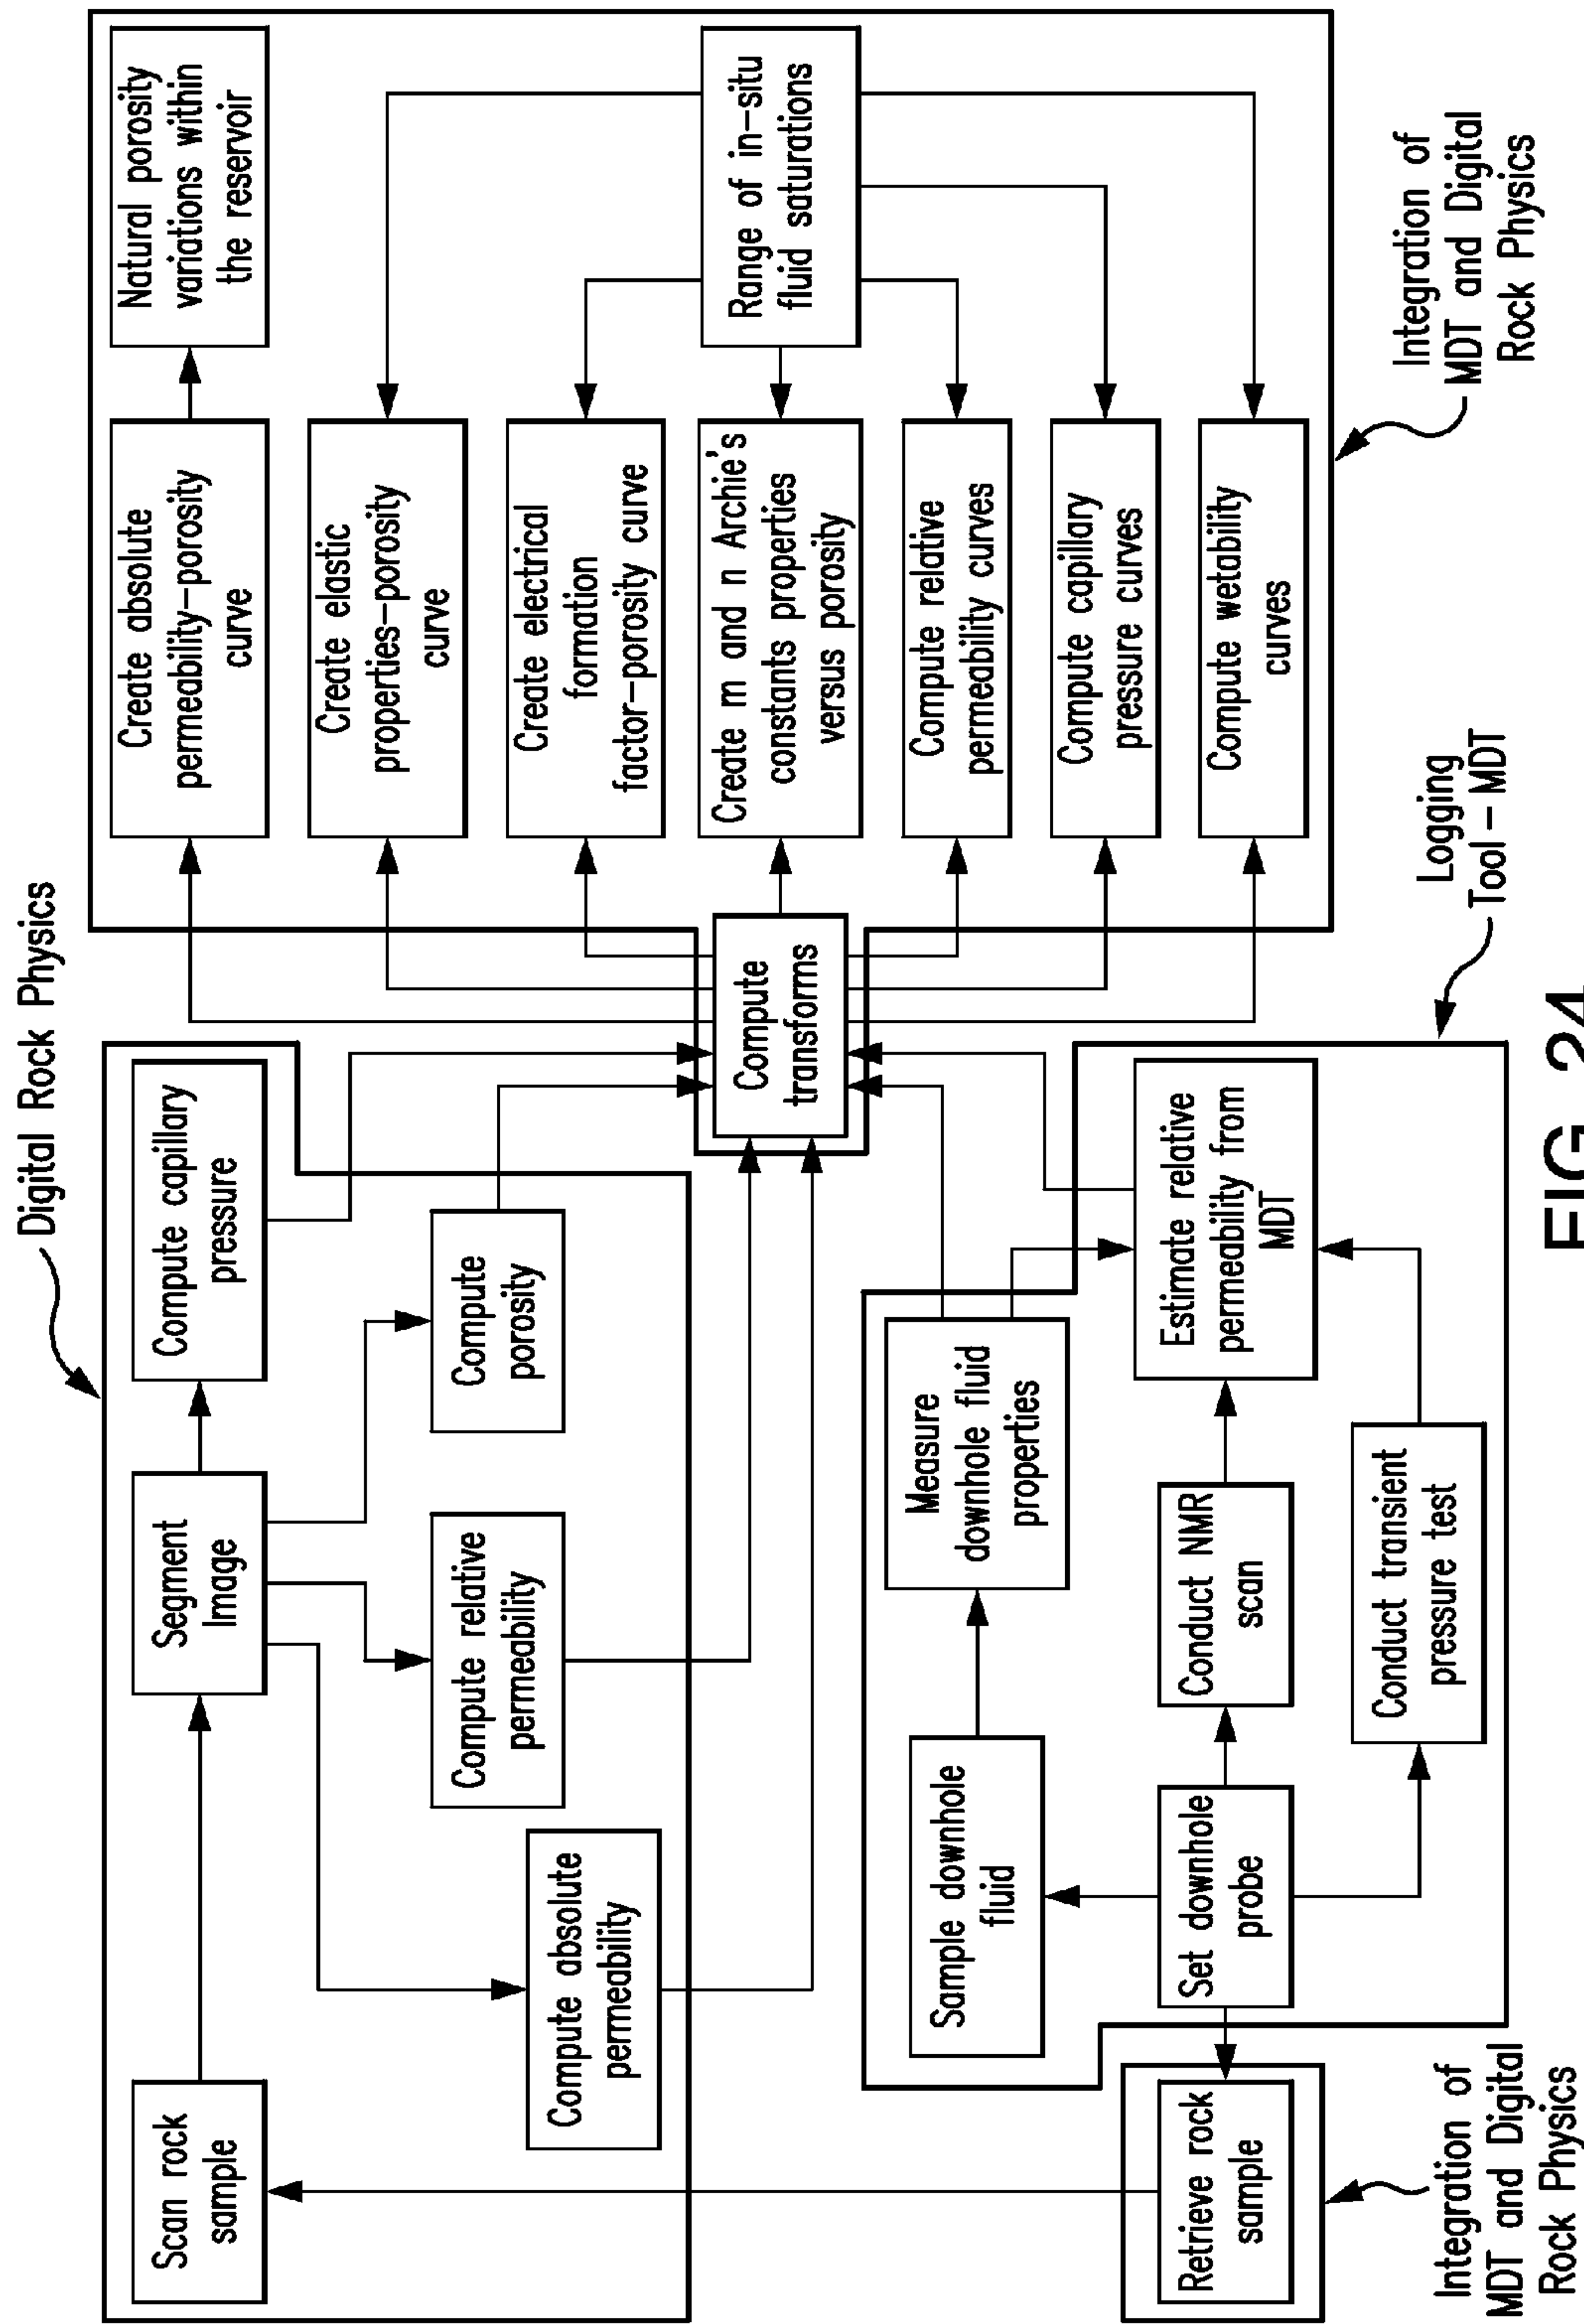 Digital Rock Physics
Scan rock
sample
Segment
Image
Compute capillary
pressure
Compute porosity
Compute relative
permeability
Compute absolute
permeability
Compute
transforms
Create absolute
permeability–porosity
curve
Natural porosity
variations within
the reservoir
Create elastic
properties–porosity
curve
Create electrical
formation
factor–porosity curve
Create m and n Archie's
constants properties
versus porosity
Range of in–situ
fluid saturations
Compute relative
permeability curves
Compute capillary
pressure curves
Compute wetability
curves
Integration of
MDT and Digital
Rock Physics
Measure
downhole fluid
properties
Sample downhole
fluid
Estimate relative
permeability from
MDT
Conduct NMR
scan
Set downhole
probe
Conduct transient
pressure test
Retrieve rock
sample
Logging
Tool – MDT
Integration of
MDT and Digital
Rock Physics
FIG. 24